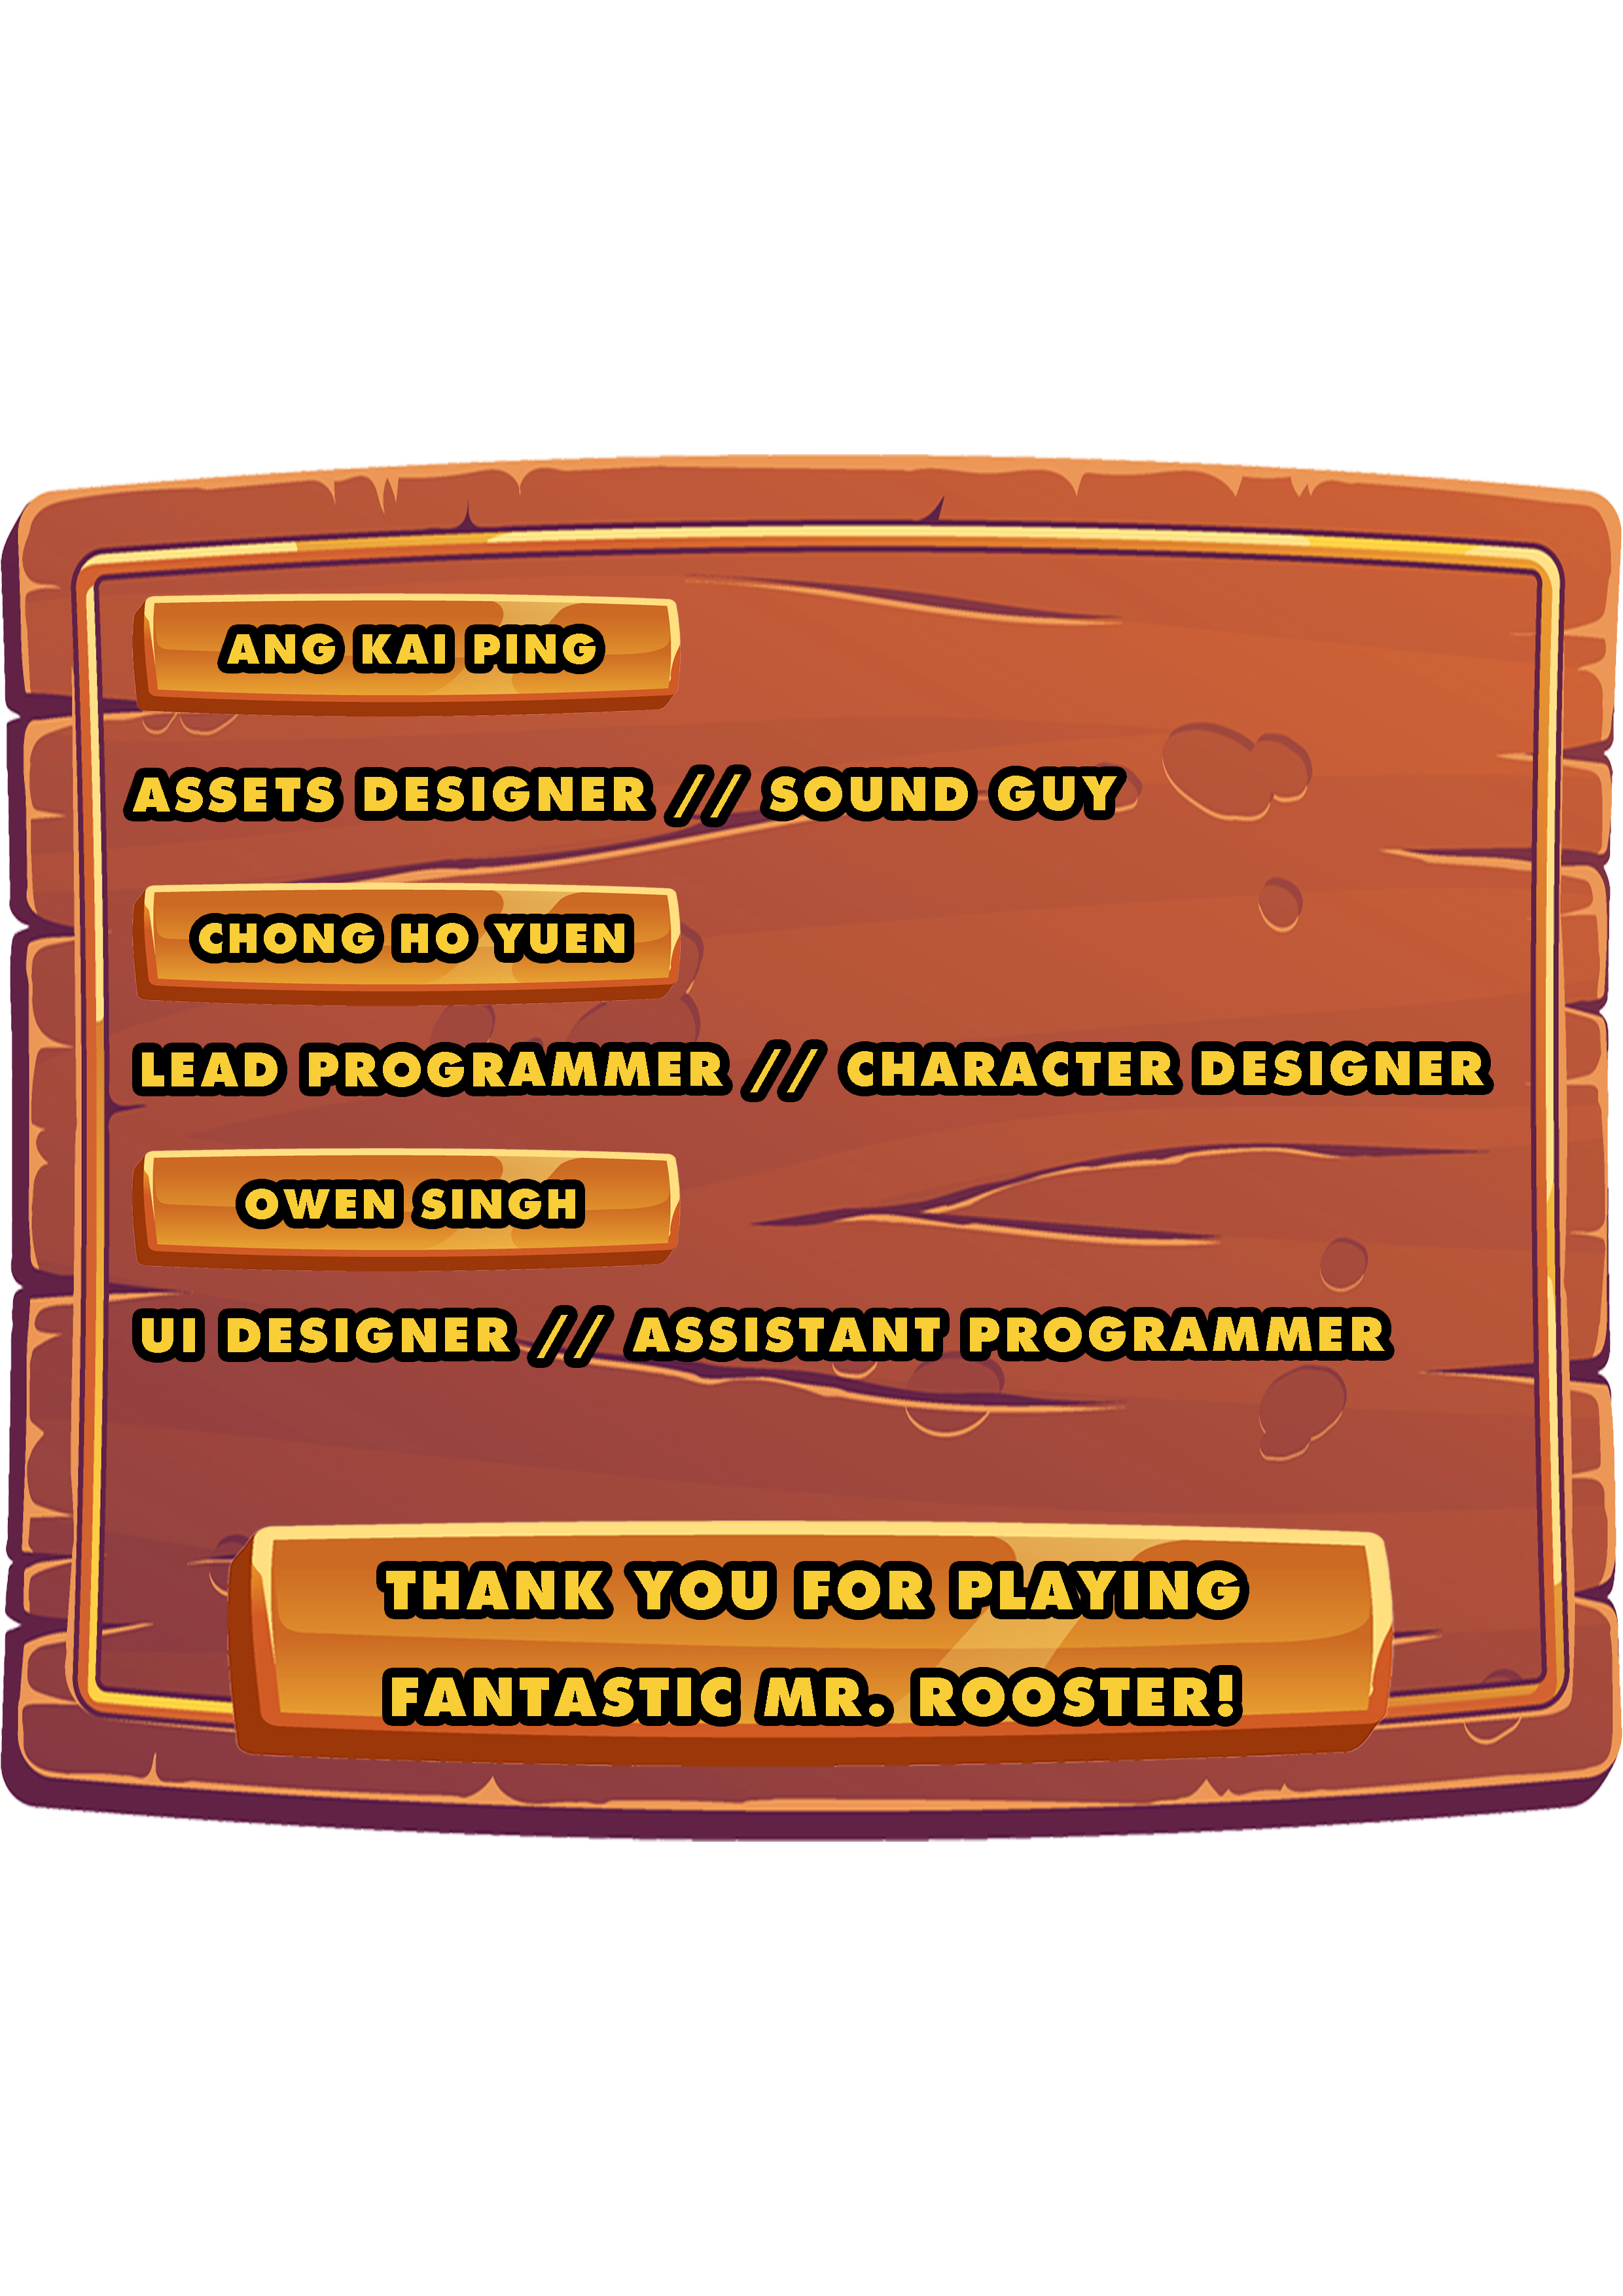 ANG KAI PING
ASSETS DESIGNER // SOUND GUY
CHONG HO YUEN
LEAD PROGRAMMER // CHARACTER DESIGNER
OWEN SINGH
UI DESIGNER // ASSISTANT PROGRAMMER
THANK YOU FOR PLAYING
FANTASTIC MR. ROOSTER!